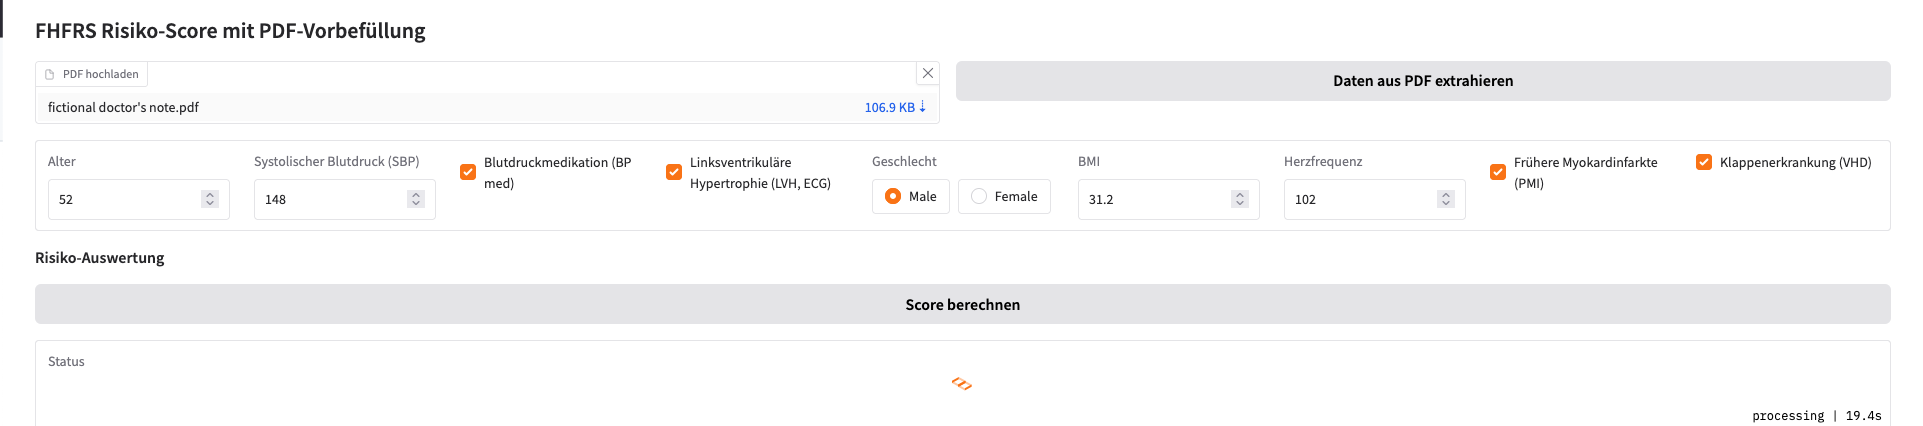 FHFRS Risiko-Score mit PDF-Vorbefüllung
PDF hochladen
fictional doctor's note.pdf
106.9 KB ↓
Daten aus PDF extrahieren
Alter
52
Systolischer Blutdruck (SBP)
148
Blutdruckmedikation (BP
med)
Linksventrikuläre
Hypertrophie (LVH, ECG)
Geschlecht
Male
Female
BMI
31.2
Herzfrequenz
102
Frühere Myokardinfarkte
(PMI)
Klappenerkrankung (VHD)
Risiko-Auswertung
Score berechnen
Status
processing | 19.4s